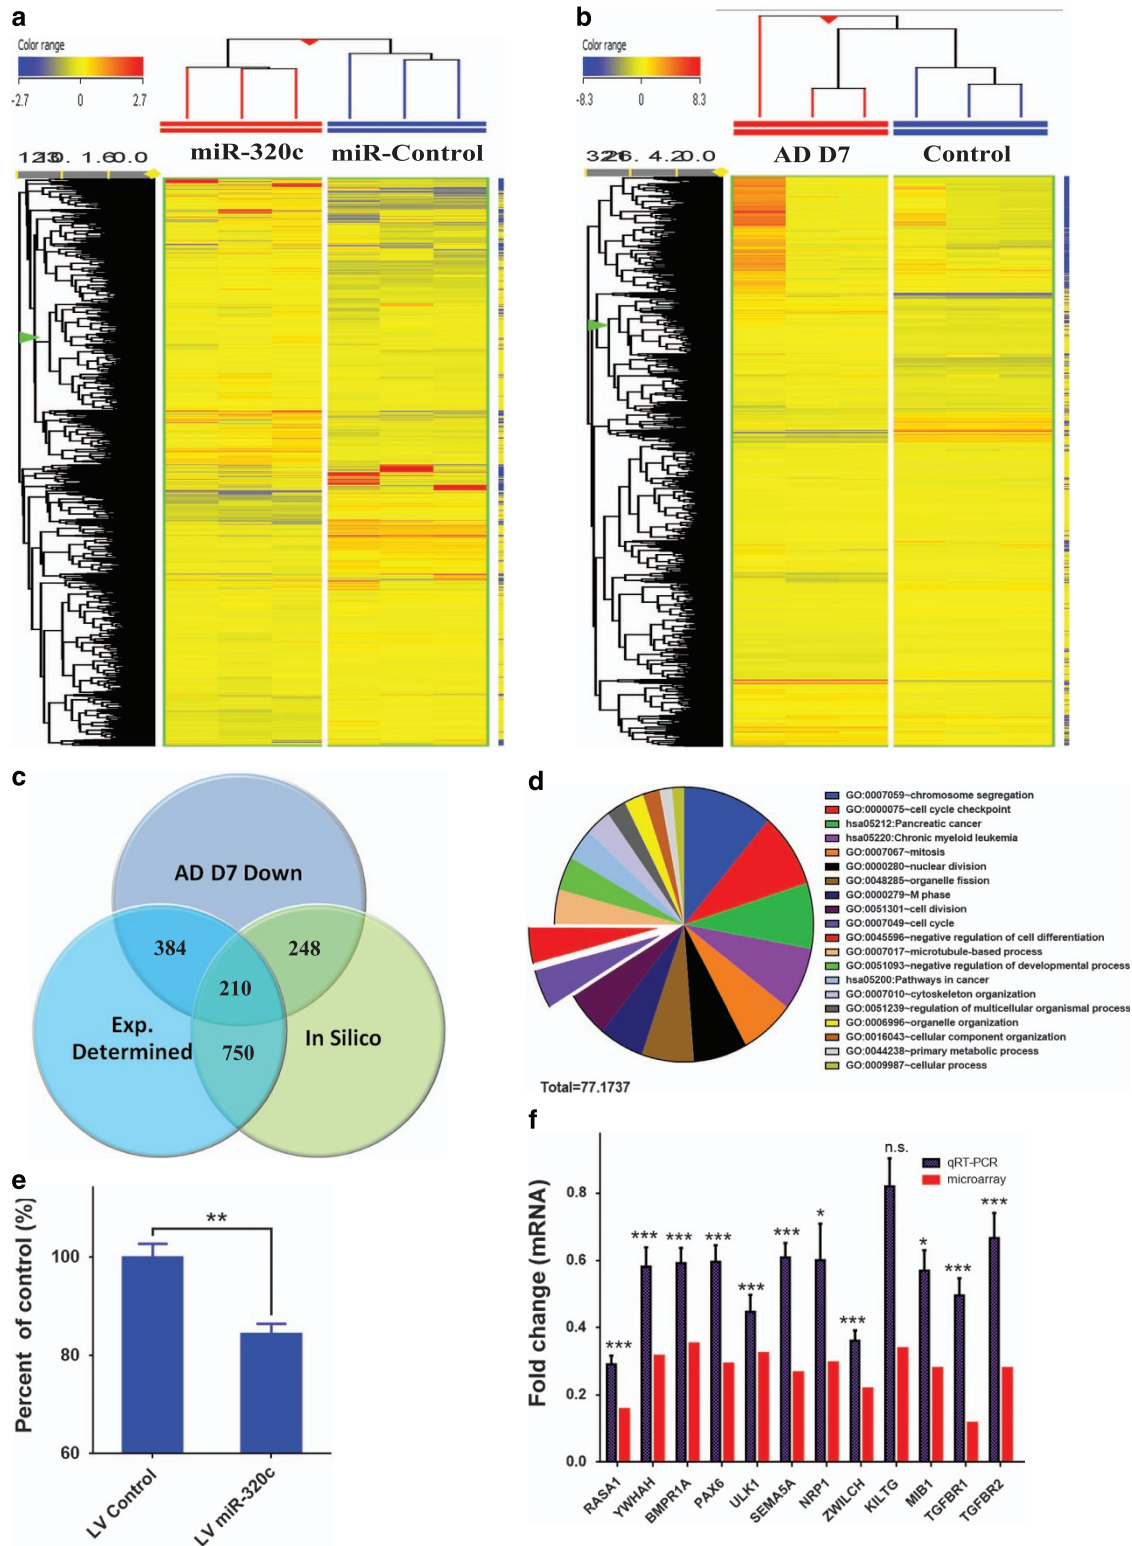 a
Color range
-2.7 0 2.7
miR-320c miR-Control
b
Color range
-8.3 0 8.3
AD D7 Control
c
AD D7 Down
384
248
210
Exp.
Determined
In Silico
750
d
GO:0007059~chromosome segregation
GO:0000075~cell cycle checkpoint
hsa05212:Pancreatic cancer
hsa05220:Chronic myeloid leukemia
GO:0007067~mitosis
GO:0000280~nuclear division
GO:0048285~organelle fission
GO:0000279~M phase
GO:0051301~cell division
GO:0007049~cell cycle
GO:0045596~negative regulation of cell differentiation
GO:0007017~microtubule-based process
GO:0051093~negative regulation of developmental process
hsa05200:Pathways in cancer
GO:0007010~cytoskeleton organization
GO:0051239~regulation of multicellular organismal process
GO:0006996~organelle organization
GO:0016043~cellular component organization
GO:0044238~primary metabolic process
GO:0009987~cellular process
Total=77.1737
e
Percent of control (%)
100
80
60
**
LV Control
LV miR-320c
f
Fold change (mRNA)
0.8
0.6
0.4
0.2
0.0
qRT-PCR
microarray
*** *** *** *** *** *** * *** n.s. * *** ***
RASA1
YWHAH
BMPR1A
PAX6
ULK1
SEMA5A
NRP1
ZWILCH
KILTG
MIB1
TGFBR1
TGFBR2